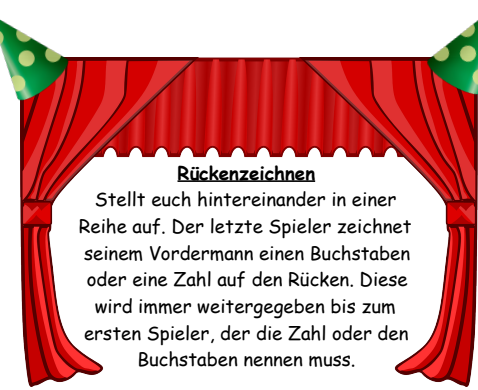 Rückenzeichnen
Stellt euch hintereinander in einer
Reihe auf. Der letzte Spieler zeichnet
seinem Vordermann einen Buchstaben
oder eine Zahl auf den Rücken. Diese
wird immer weitergegeben bis zum
ersten Spieler, der die Zahl oder den
Buchstaben nennen muss.